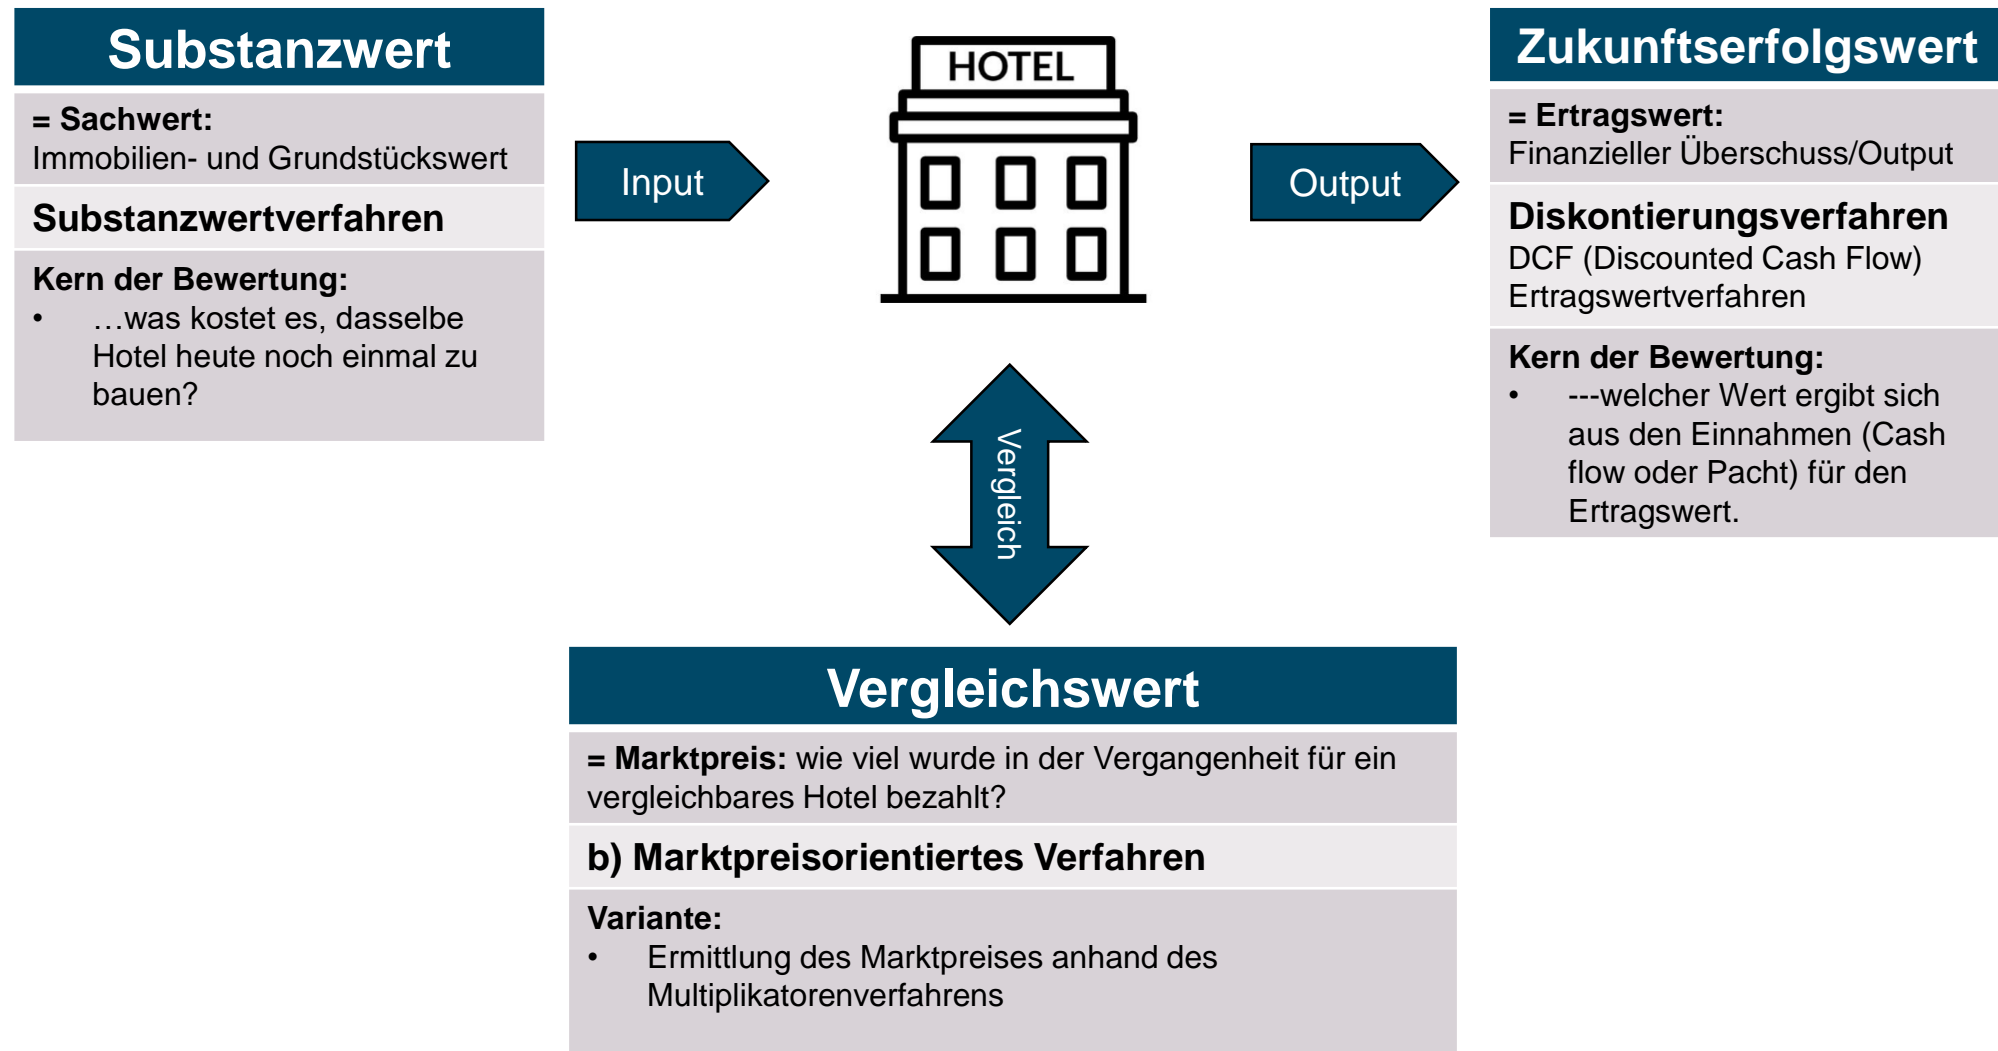 Substanzwert
= Sachwert:
Immobilien- und Grundstückswert
Substanzwertverfahren
Kern der Bewertung:
• …was kostet es, dasselbe
Hotel heute noch einmal zu
bauen?
Input
HOTEL
Output
Zukunftserfolgswert
= Ertragswert:
Finanzieller Überschuss/Output
Diskontierungsverfahren
DCF (Discounted Cash Flow)
Ertragswertverfahren
Kern der Bewertung:
• ---welcher Wert ergibt sich
aus den Einnahmen (Cash
flow oder Pacht) für den
Ertragswert.
Vergleich
Vergleichswert
= Marktpreis: wie viel wurde in der Vergangenheit für ein
vergleichbares Hotel bezahlt?
b) Marktpreisorientiertes Verfahren
Variante:
• Ermittlung des Marktpreises anhand des
Multiplikatorenverfahrens